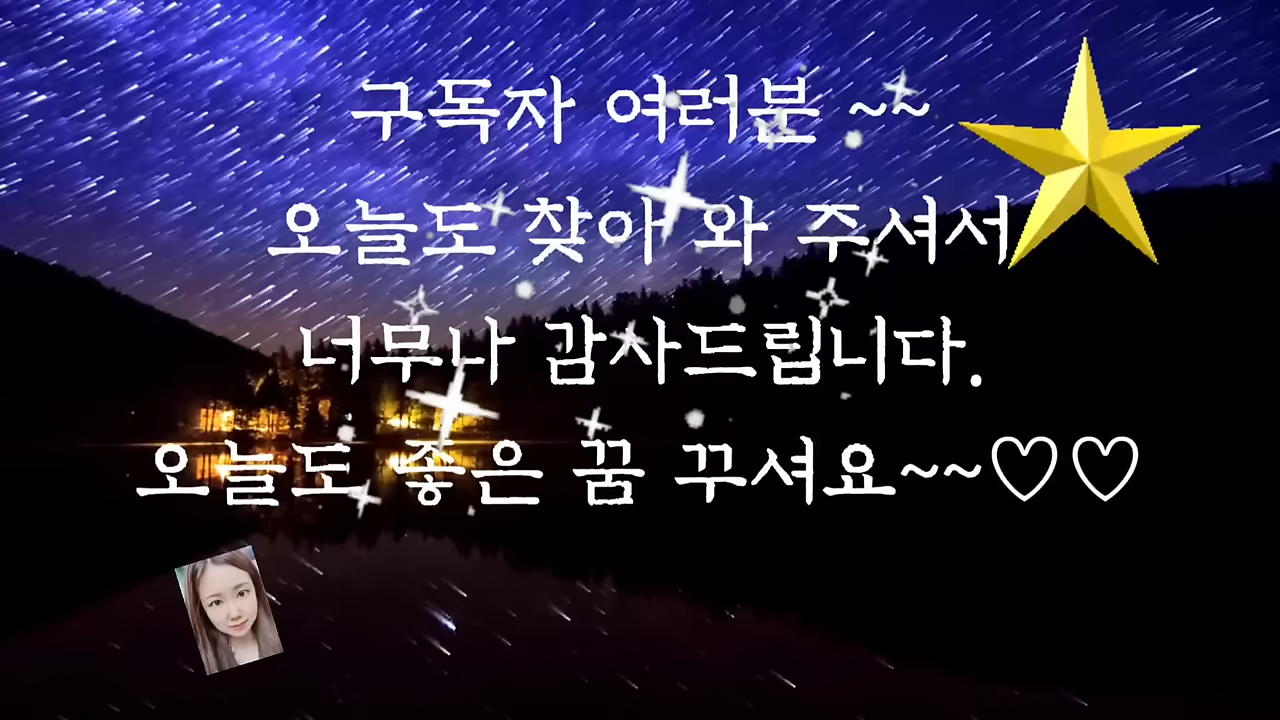 구독자 여러분 ~~
오늘도 찾아 와 주셔서
너무나 감사드립니다.
오늘도 좋은 꿈 꾸셔요~~♡♡